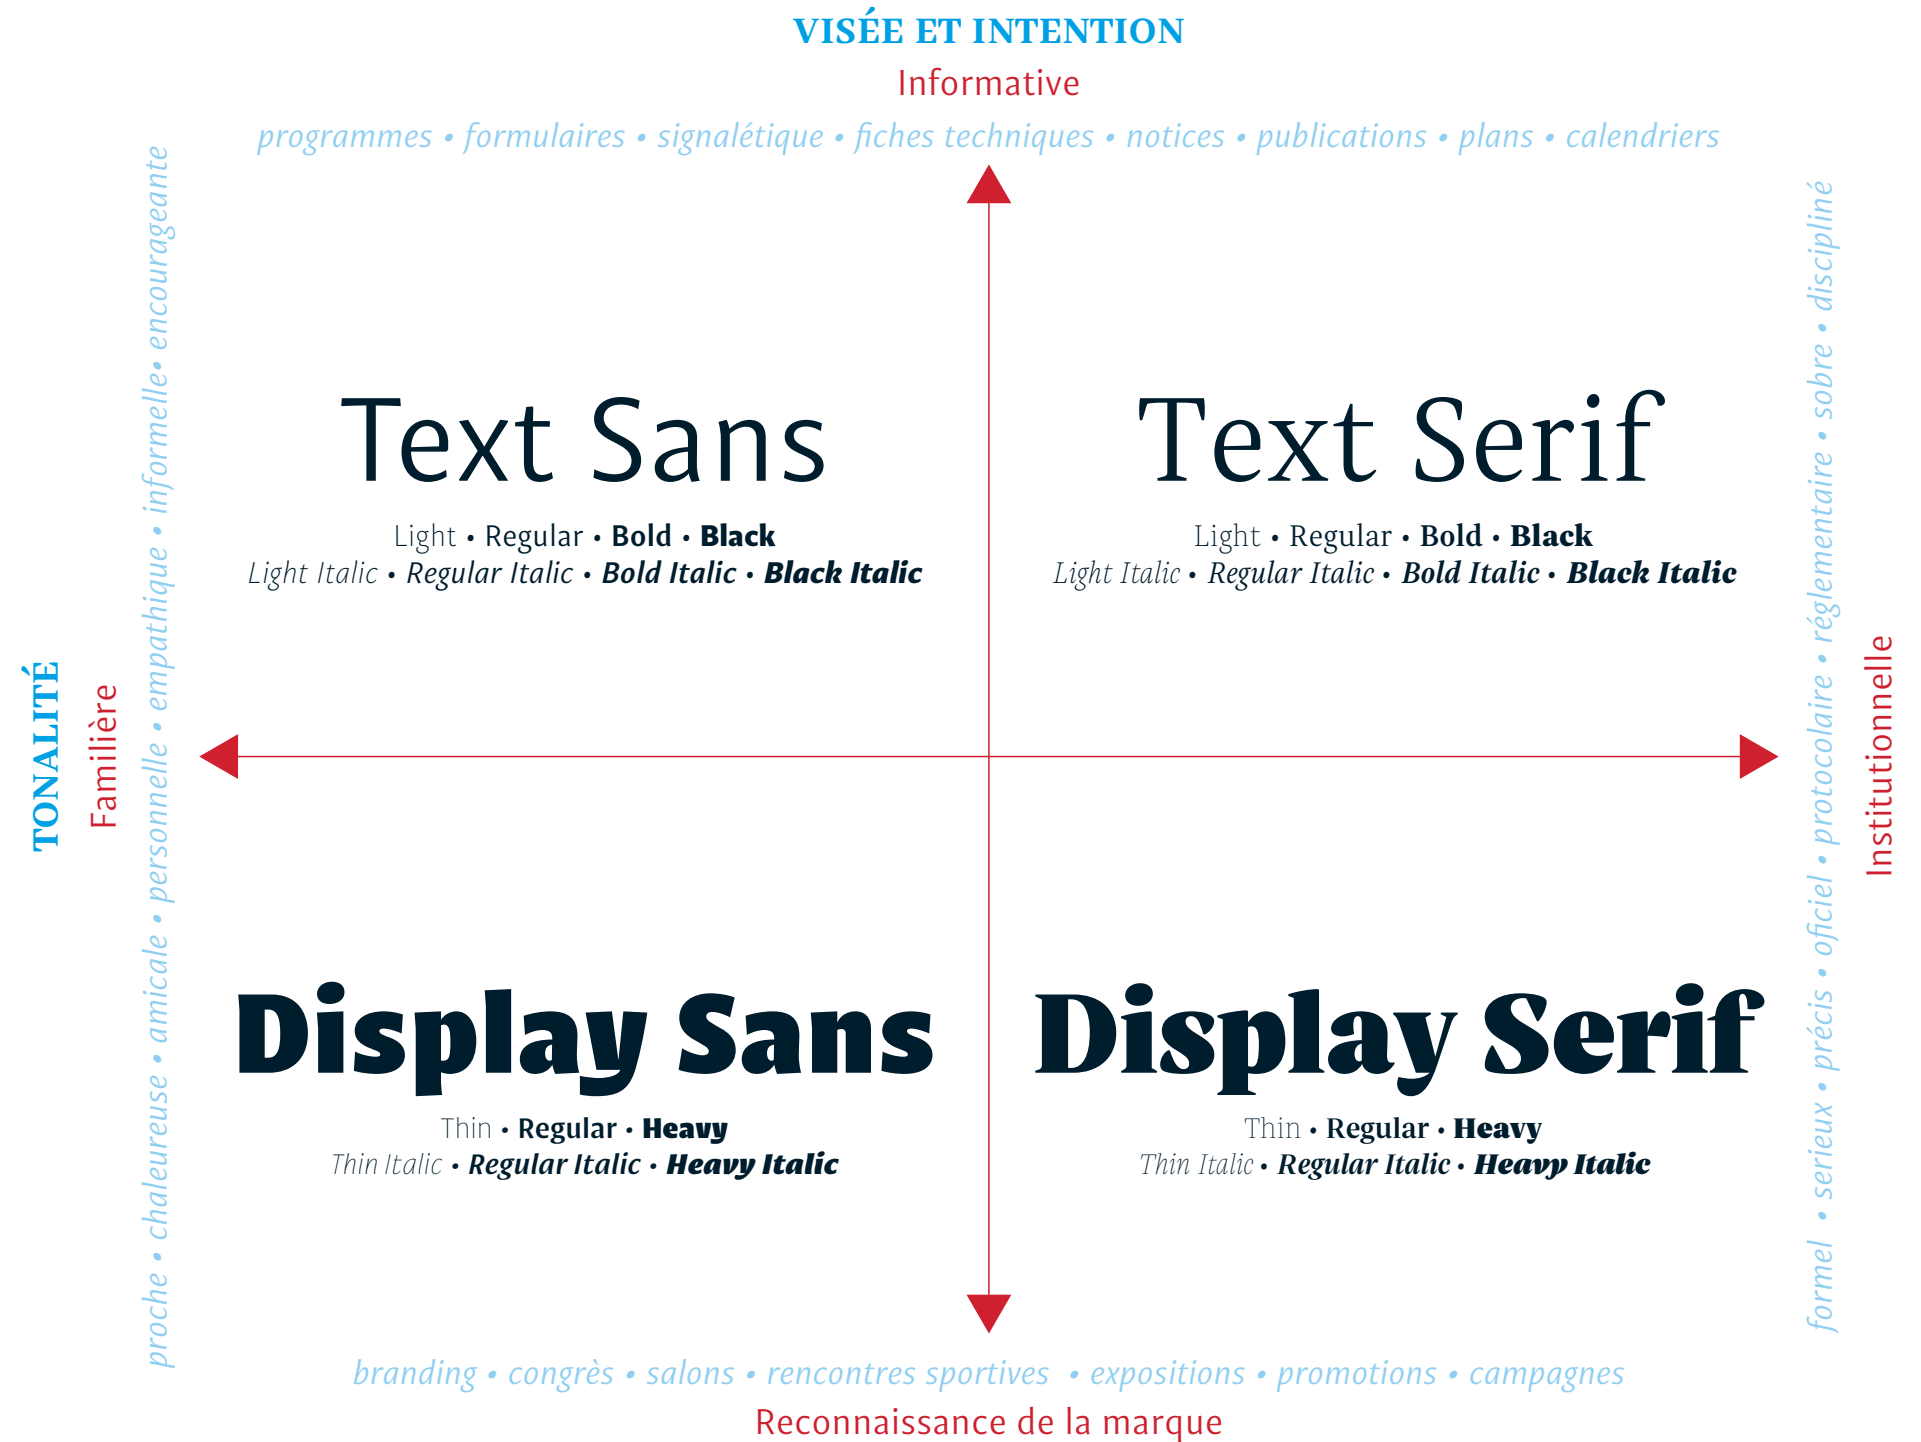 VISÉE ET INTENTION
Informative
programmes • formulaires • signalétique • fiches techniques • notices • publications • plans • calendriers
TONALITÉ
Familière
proche • chaleureuse • amicale • personnelle • empathique • informelle• encourageante
Text Sans
Light • Regular • Bold • Black
Light Italic • Regular Italic • Bold Italic • Black Italic
Text Serif
Light • Regular • Bold • Black
Light Italic • Regular Italic • Bold Italic • Black Italic
Display Sans
Thin • Regular • Heavy
Thin Italic • Regular Italic • Heavy Italic
Display Serif
Thin • Regular • Heavy
Thin Italic • Regular Italic • Heavy Italic
formel • serieux • précis • oficiel • protocolaire • réglementaire • sobre • discipliné
Institutionnelle
branding • congrès • salons • rencontres sportives • expositions • promotions • campagnes
Reconnaissance de la marque